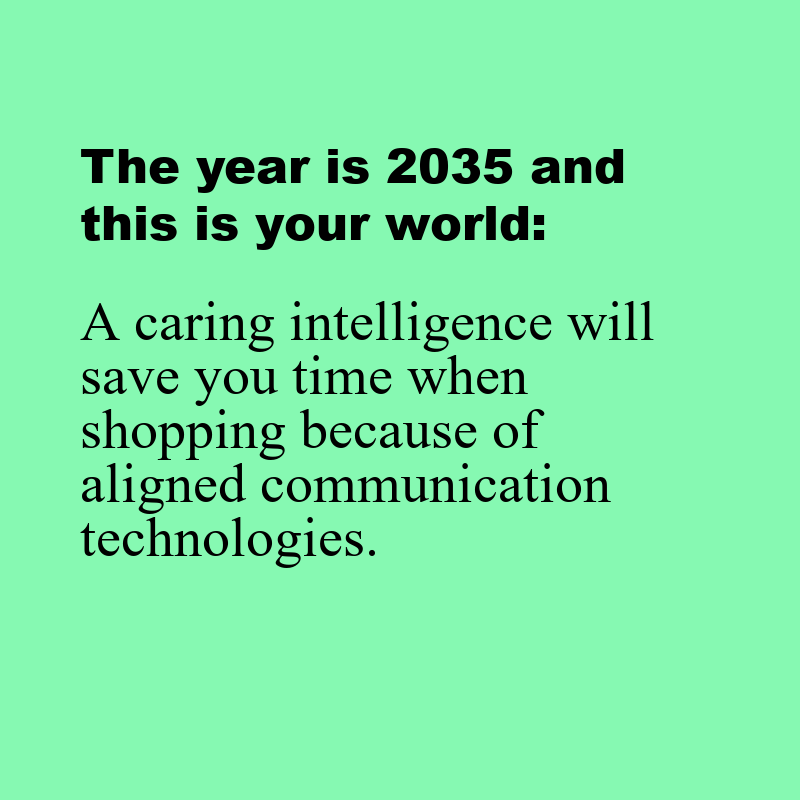 The year is 2035 and
this is your world:
A caring intelligence will
save you time when
shopping because of
aligned communication
technologies.